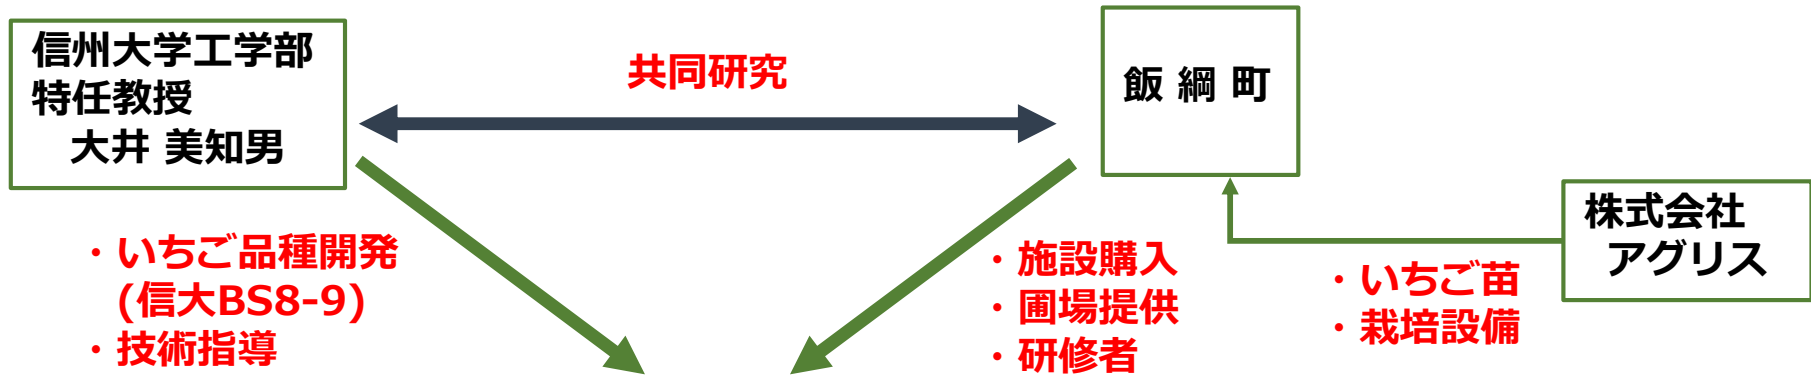 信州大学工学部
特任教授
大井 美知男
共同研究
飯 綱 町
株式会社
アグリス
・いちご品種開発
(信大BS8-9)
・技術指導
・施設購入
・圃場提供
・研修者
・いちご苗
・栽培設備